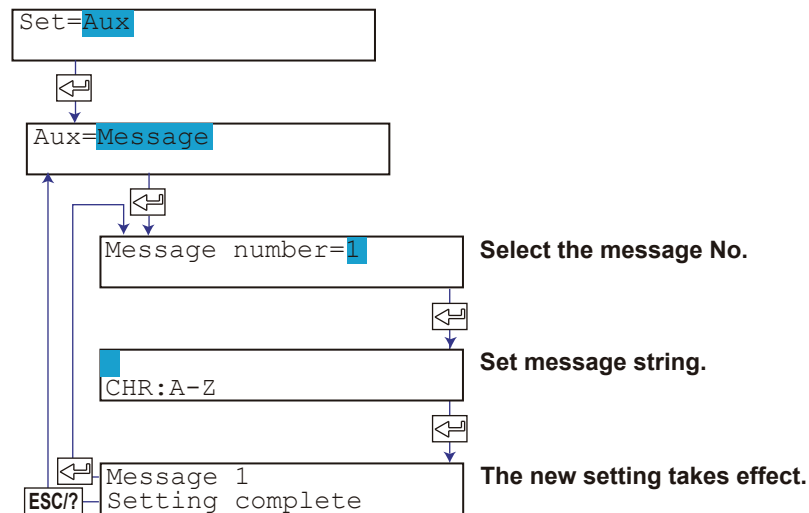 Set=Aux
Aux=Message
Message number=1
Select the message No.
Set message string.
CHR:A-Z
Message 1
The new setting takes effect.
ESC/?
Setting complete